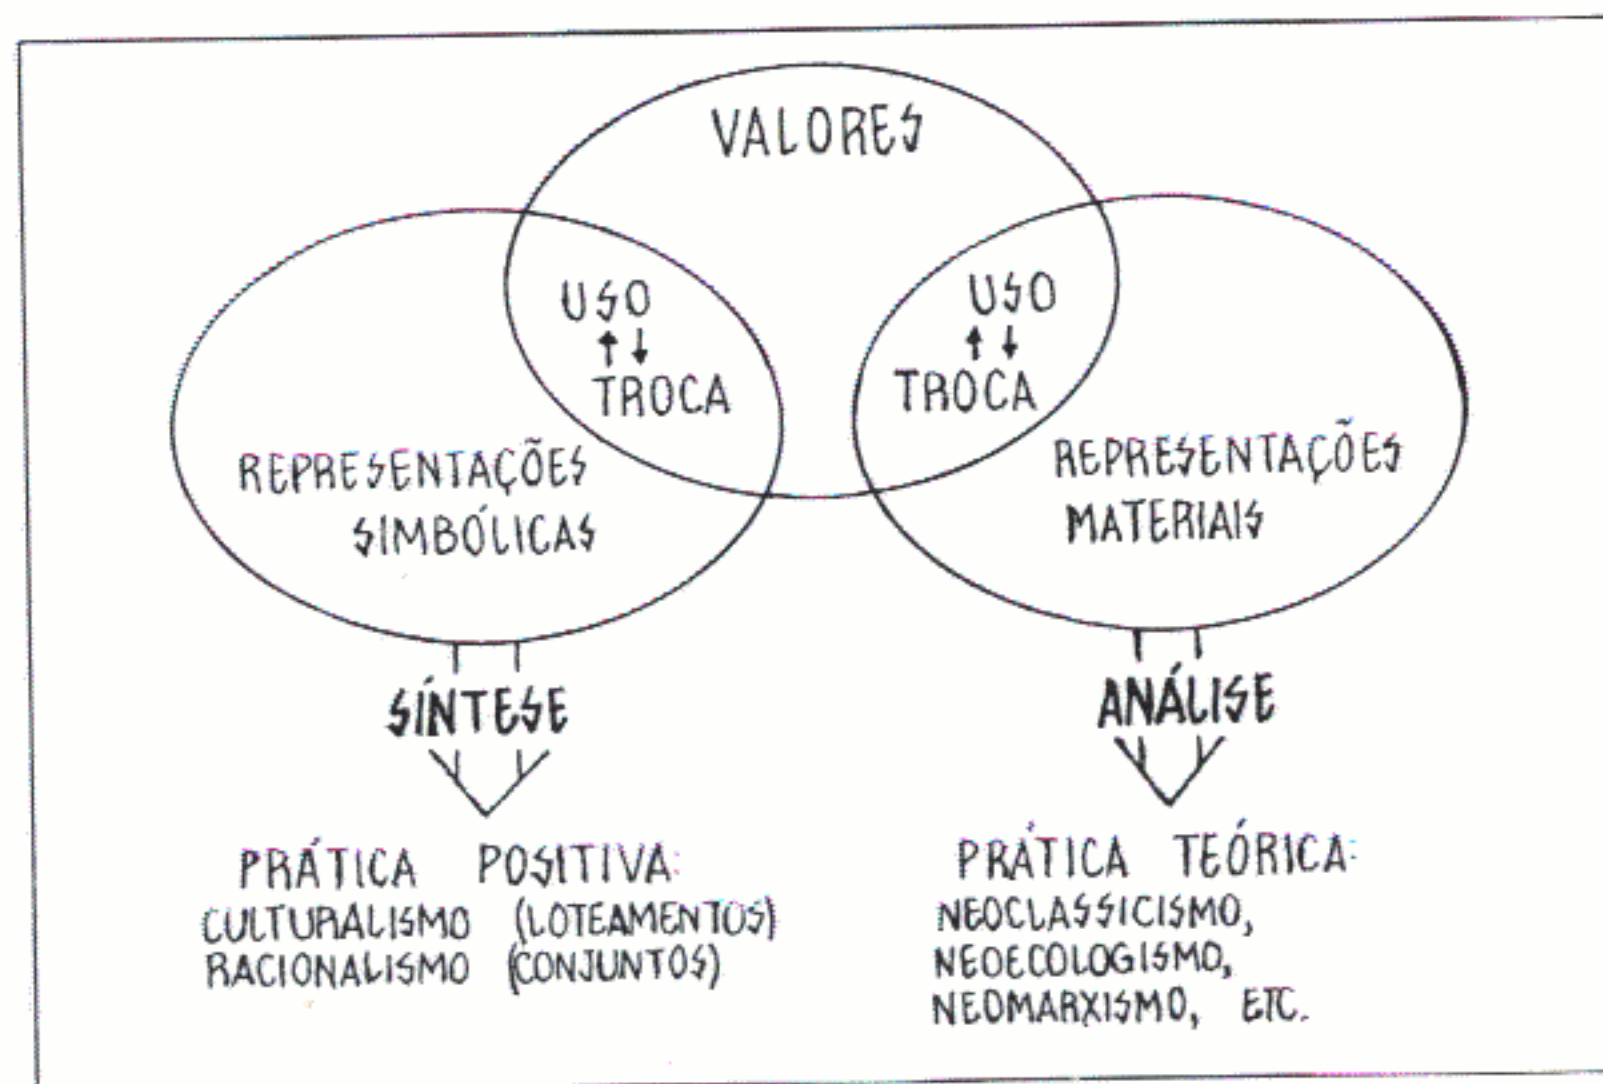 VALORES
USO
TROCA
USO
TROCA
REPRESENTAÇÕES
SIMBÓLICAS
REPRESENTAÇÕES
MATERIAIS
SÍNTESE
ANÁLISE
PRÁTICA POSITIVA:
CULTURALISMO (LOTEAMENTOS)
RACIONALISMO (CONJUNTOS)
PRÁTICA TEÓRICA:
NEOCLASSICISMO,
NEOECOLOGISMO,
NEOMARXISMO, ETC.